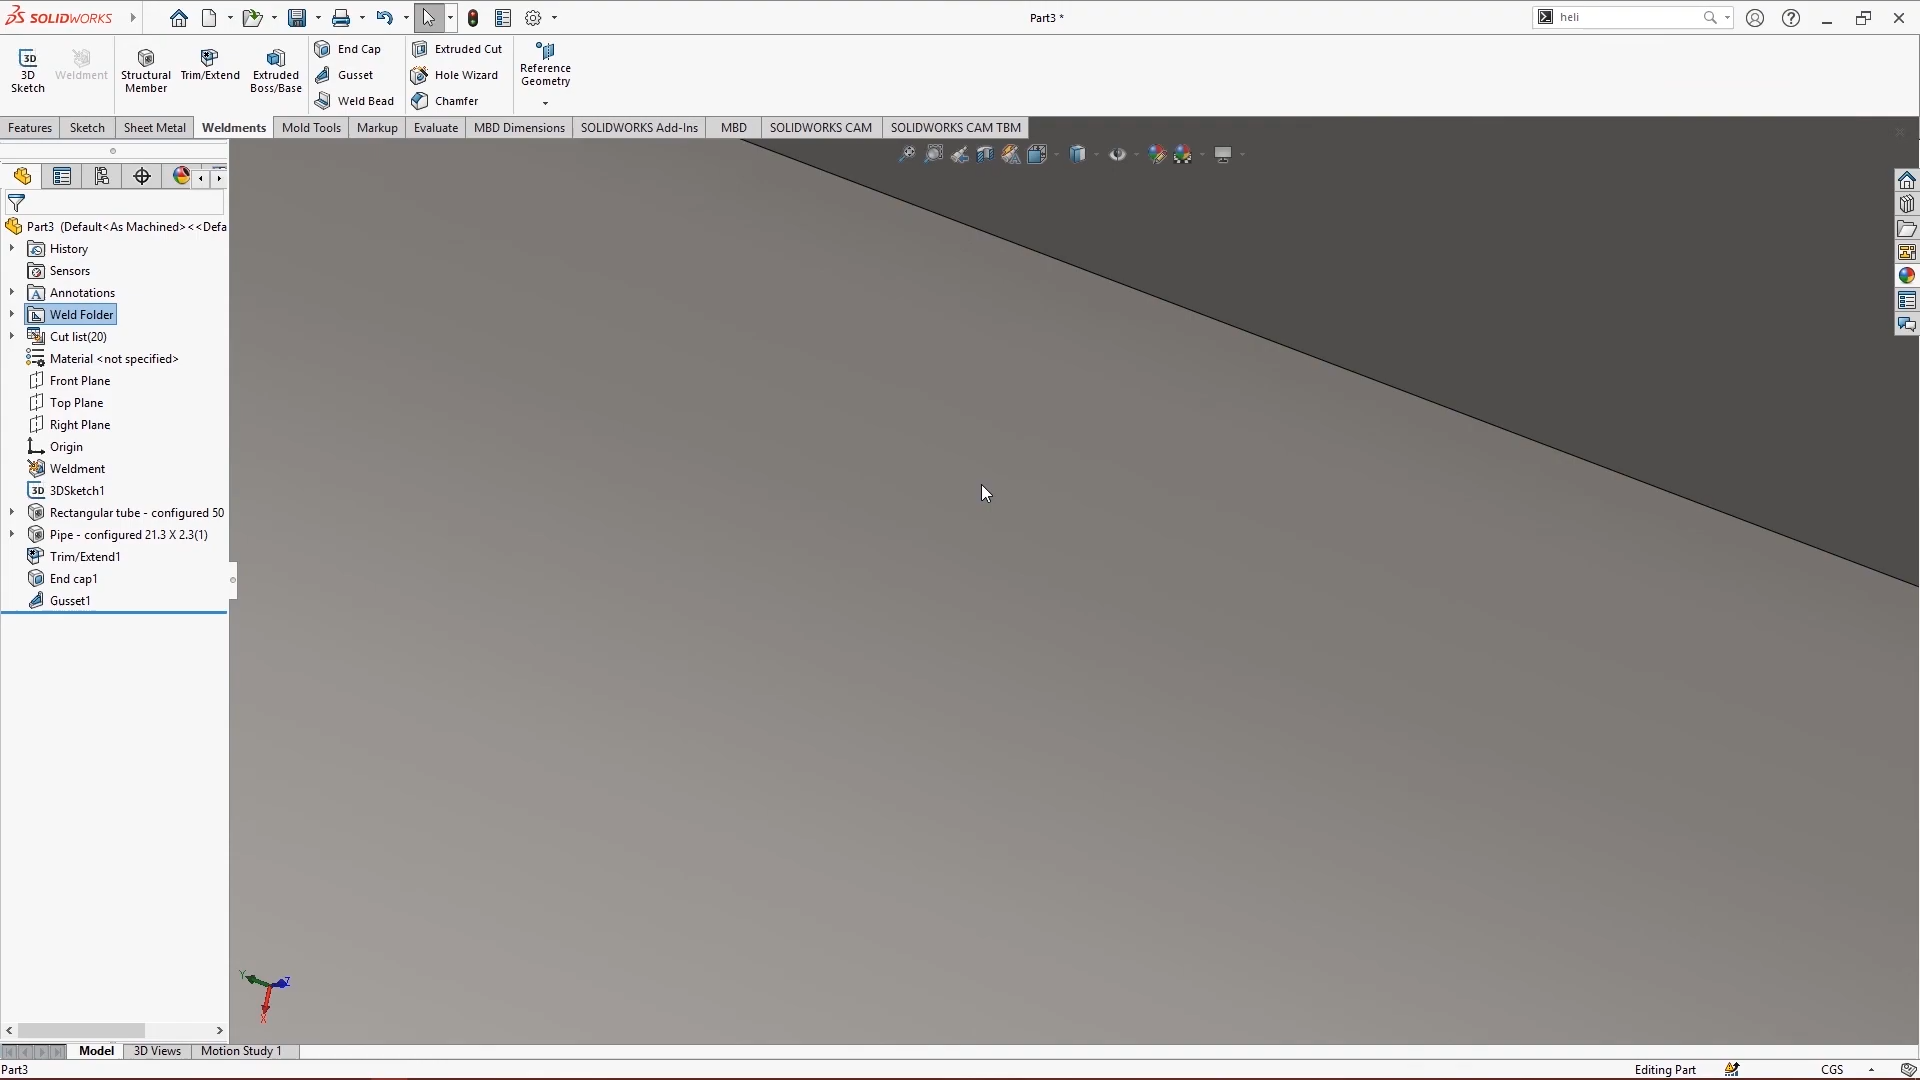 SOLIDWORKS
Part3 *
heli
3D Sketch
Weldment
Structural Member
Trim/Extend
Extruded Boss/Base
End Cap
Gusset
Weld Bead
Extruded Cut
Hole Wizard
Chamfer
Reference Geometry
Features Sketch Sheet Metal Weldments Mold Tools Markup Evaluate MBD Dimensions SOLIDWORKS Add-Ins MBD SOLIDWORKS CAM SOLIDWORKS CAM TBM
Part3 (Default<As Machined><<Defa
History
Sensors
Annotations
Weld Folder
Cut list(20)
Material <not specified>
Front Plane
Top Plane
Right Plane
Origin
Weldment
3DSketch1
Rectangular tube - configured 50
Pipe - configured 21.3 X 2.3(1)
Trim/Extend1
End cap1
Gusset1
Y
Z
X
Model 3D Views Motion Study 1
Part3
Editing Part
CGS